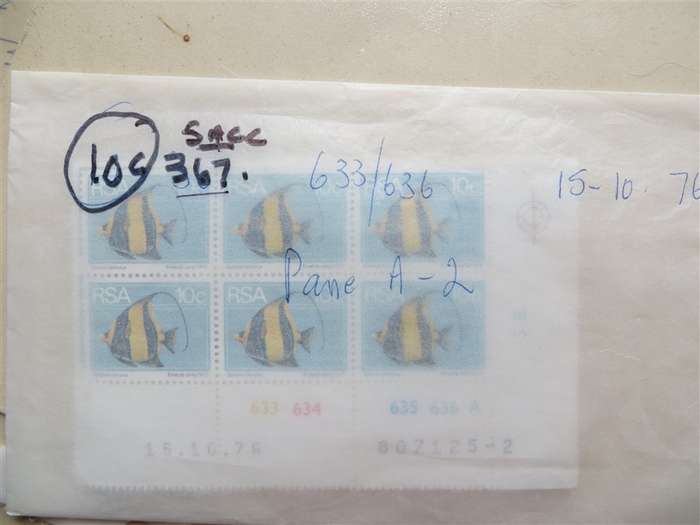 SACC
10c 367. 633/636 15-10.76
RSA 10c
Pane A-2
RSA 10c RSA RSA
633 634 635 636 A
15.10.76 80Z125-2